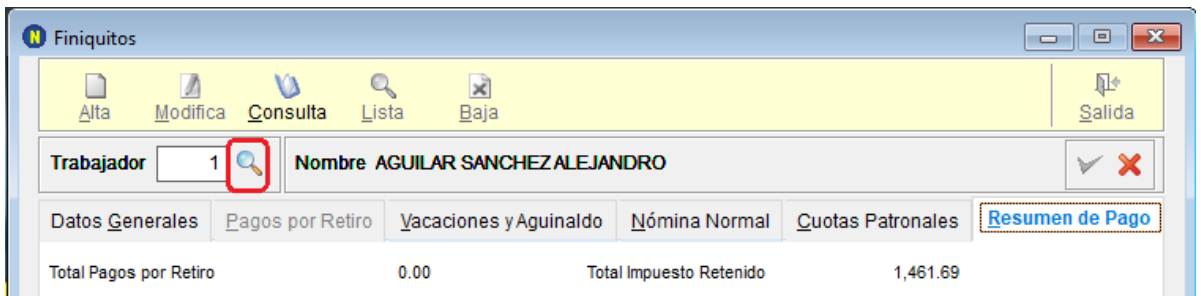 N Finiquitos
Alta Modifica Consulta Lista Baja Salida
Trabajador 1 Nombre AGUILAR SANCHEZ ALEJANDRO
Datos Generales Pagos por Retiro Vacaciones y Aguinaldo Nómina Normal Cuotas Patronales Resumen de Pago
Total Pagos por Retiro 0.00 Total Impuesto Retenido 1,461.69